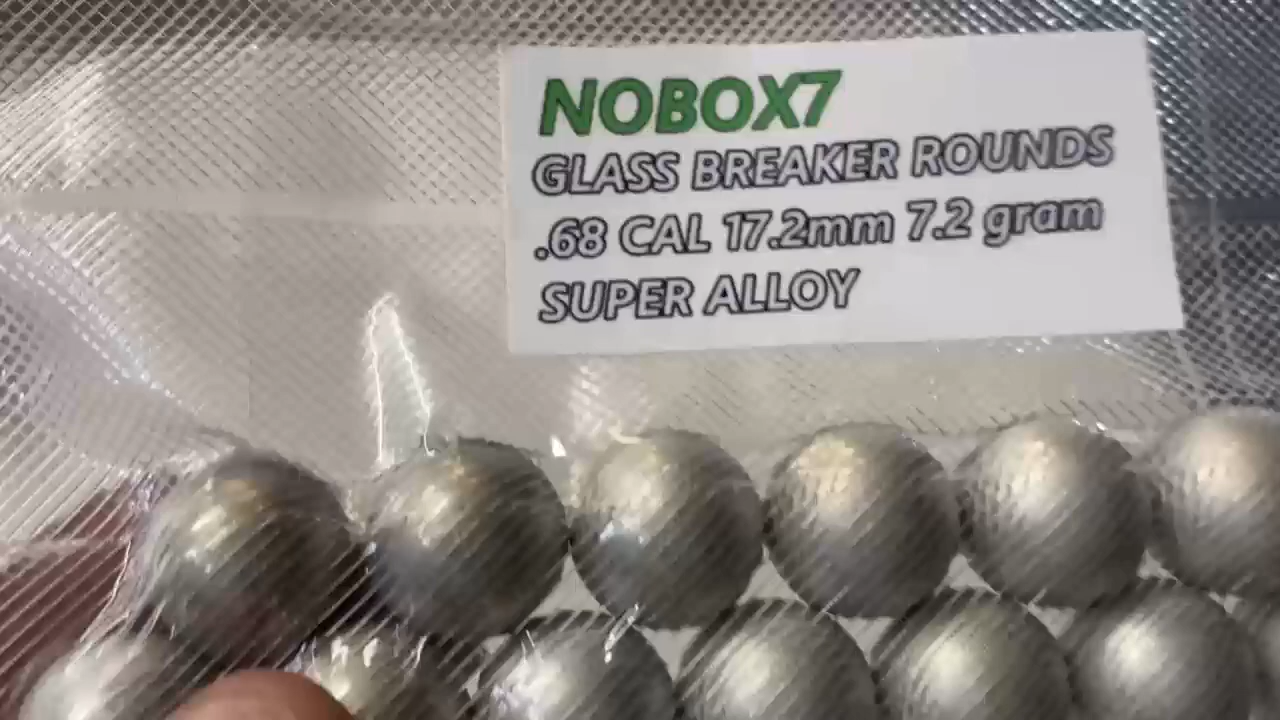 NOBOX7
GLASS BREAKER ROUNDS
.68 CAL 17.2mm 7.2 gram
SUPER ALLOY